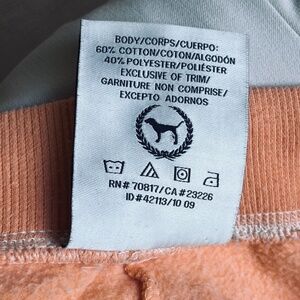 BODY/CORPS/CUERPO:
60% COTTON/COTON/ALGODÓN
40% POLYESTER/POLIÉSTER
EXCLUSIVE OF TRIM/
GARNITURE NON COMPRISE/
EXCEPTO ADORNOS
RN# 70817/CA# 23226
ID# 42113/10 09